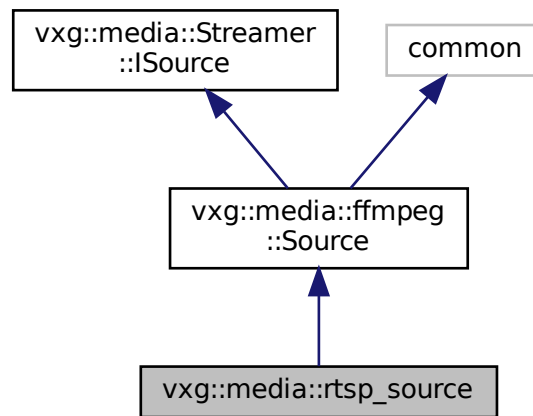 vxg::media::Streamer
::ISource
common
vxg::media::ffmpeg
::Source
vxg::media::rtsp_source